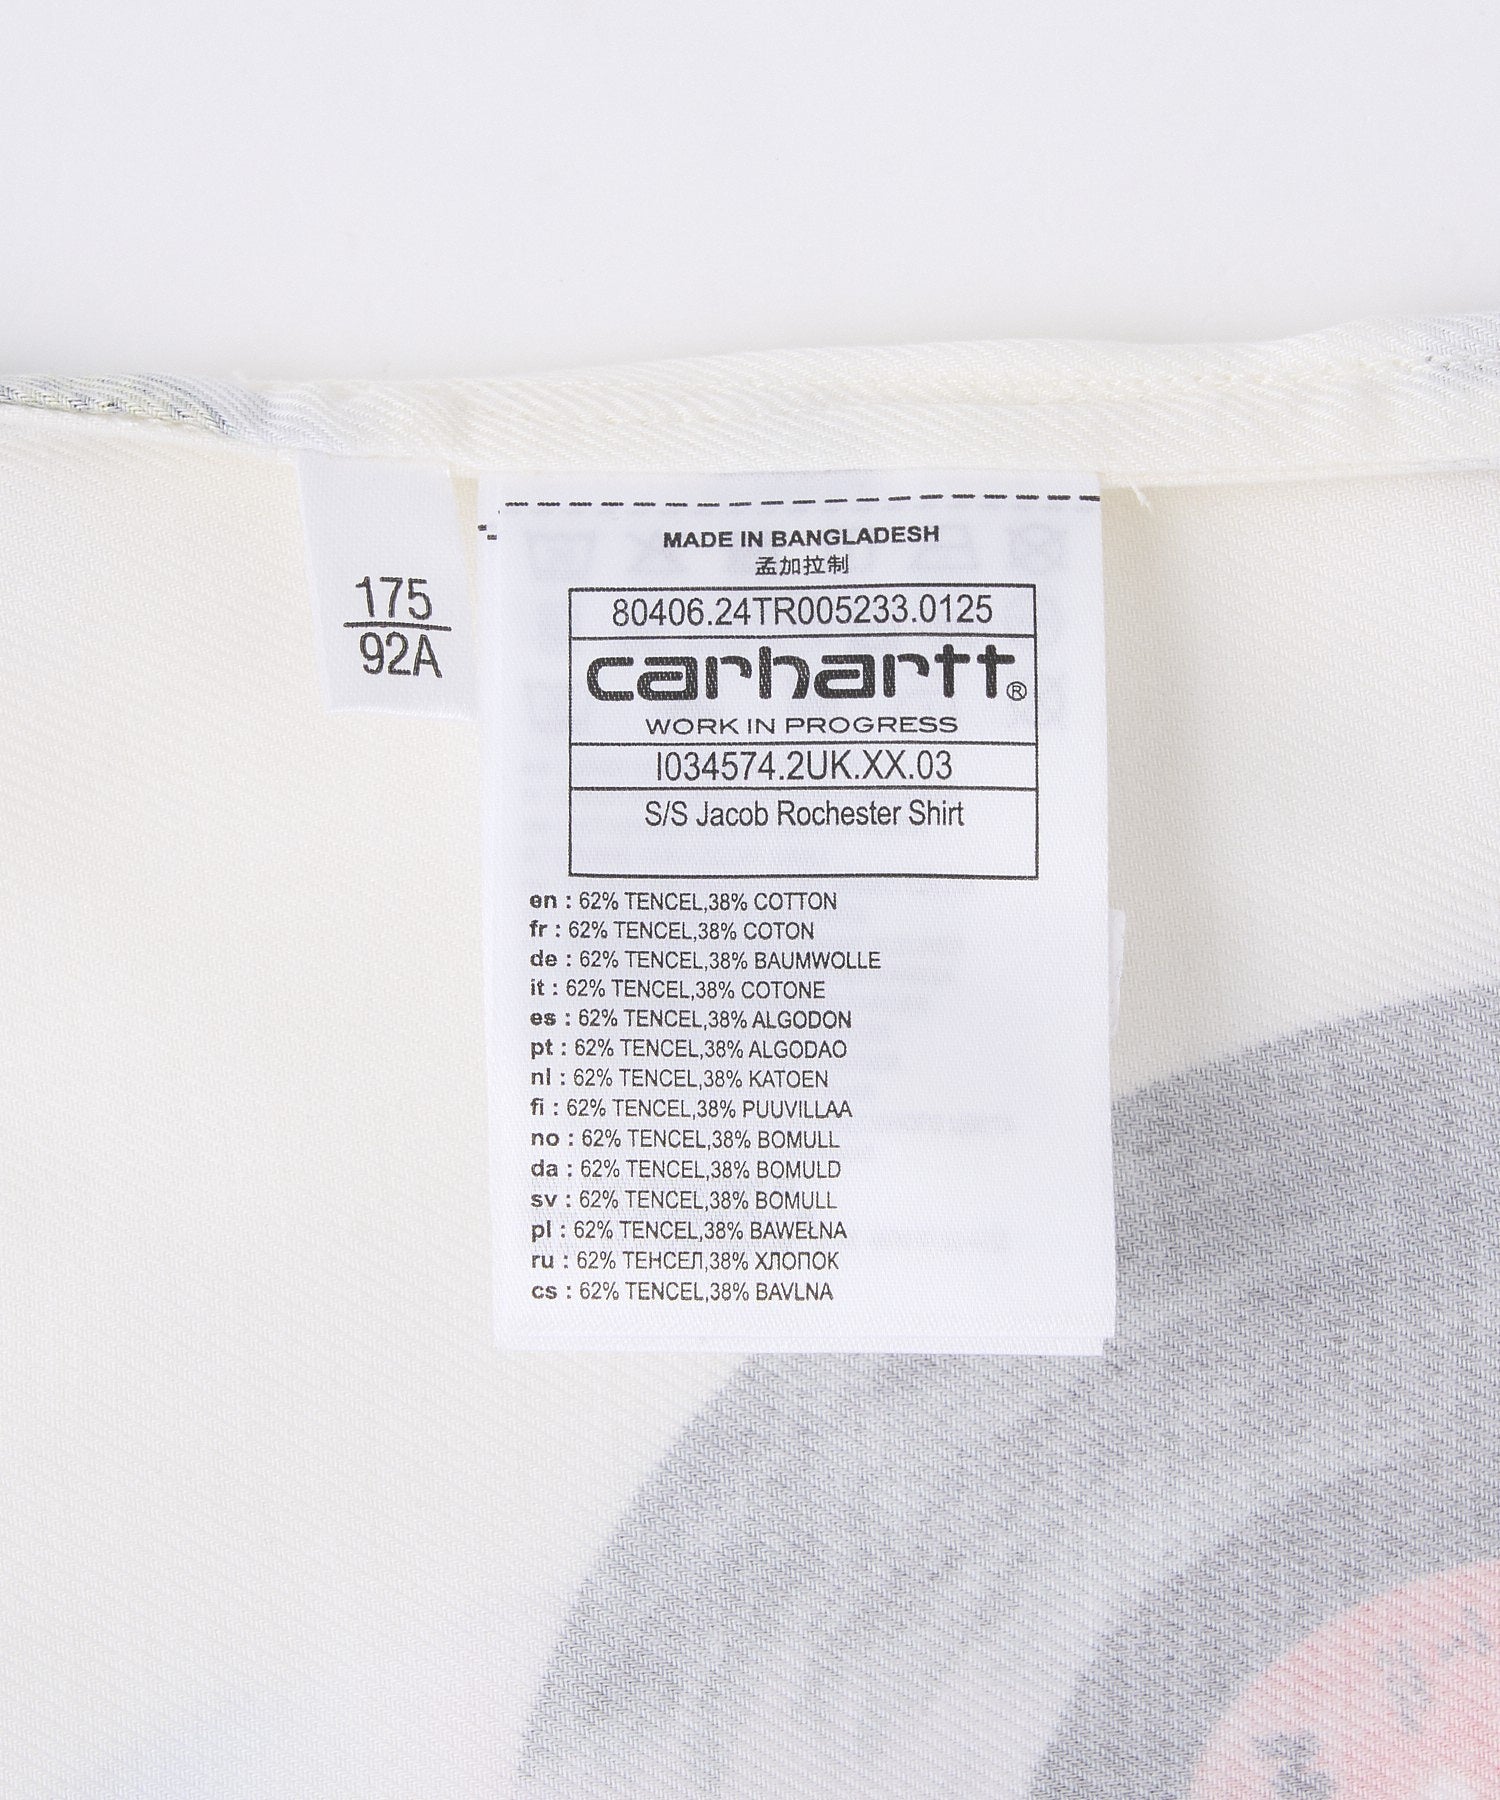 175
92A
MADE IN BANGLADESH
孟加拉制
80406.24TR005233.0125
carhartt®
WORK IN PROGRESS
I034574.2UK.XX.03
S/S Jacob Rochester Shirt
en : 62% TENCEL,38% COTTON
fr : 62% TENCEL,38% COTON
de : 62% TENCEL,38% BAUMWOLLE
it : 62% TENCEL,38% COTONE
es : 62% TENCEL,38% ALGODON
pt : 62% TENCEL,38% ALGODAO
nl : 62% TENCEL,38% KATOEN
fi : 62% TENCEL,38% PUUVILLAA
no : 62% TENCEL,38% BOMULL
da : 62% TENCEL,38% BOMULD
sv : 62% TENCEL,38% BOMULL
pl : 62% TENCEL,38% BAWEŁNA
ru : 62% ТЕНСЕЛ,38% ХЛОПОК
cs : 62% TENCEL,38% BAVLNA